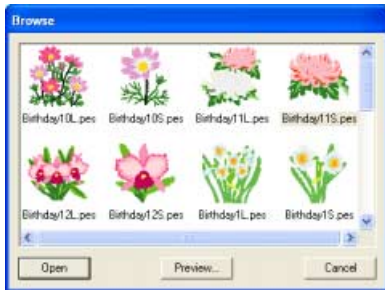 Browse
Birthday10L.pes Birthday10S.pes Birthday11L.pes Birthday11S.pes
Birthday12L.pes Birthday12S.pes Birthday1L.pes Birthday1S.pes
Open Preview... Cancel